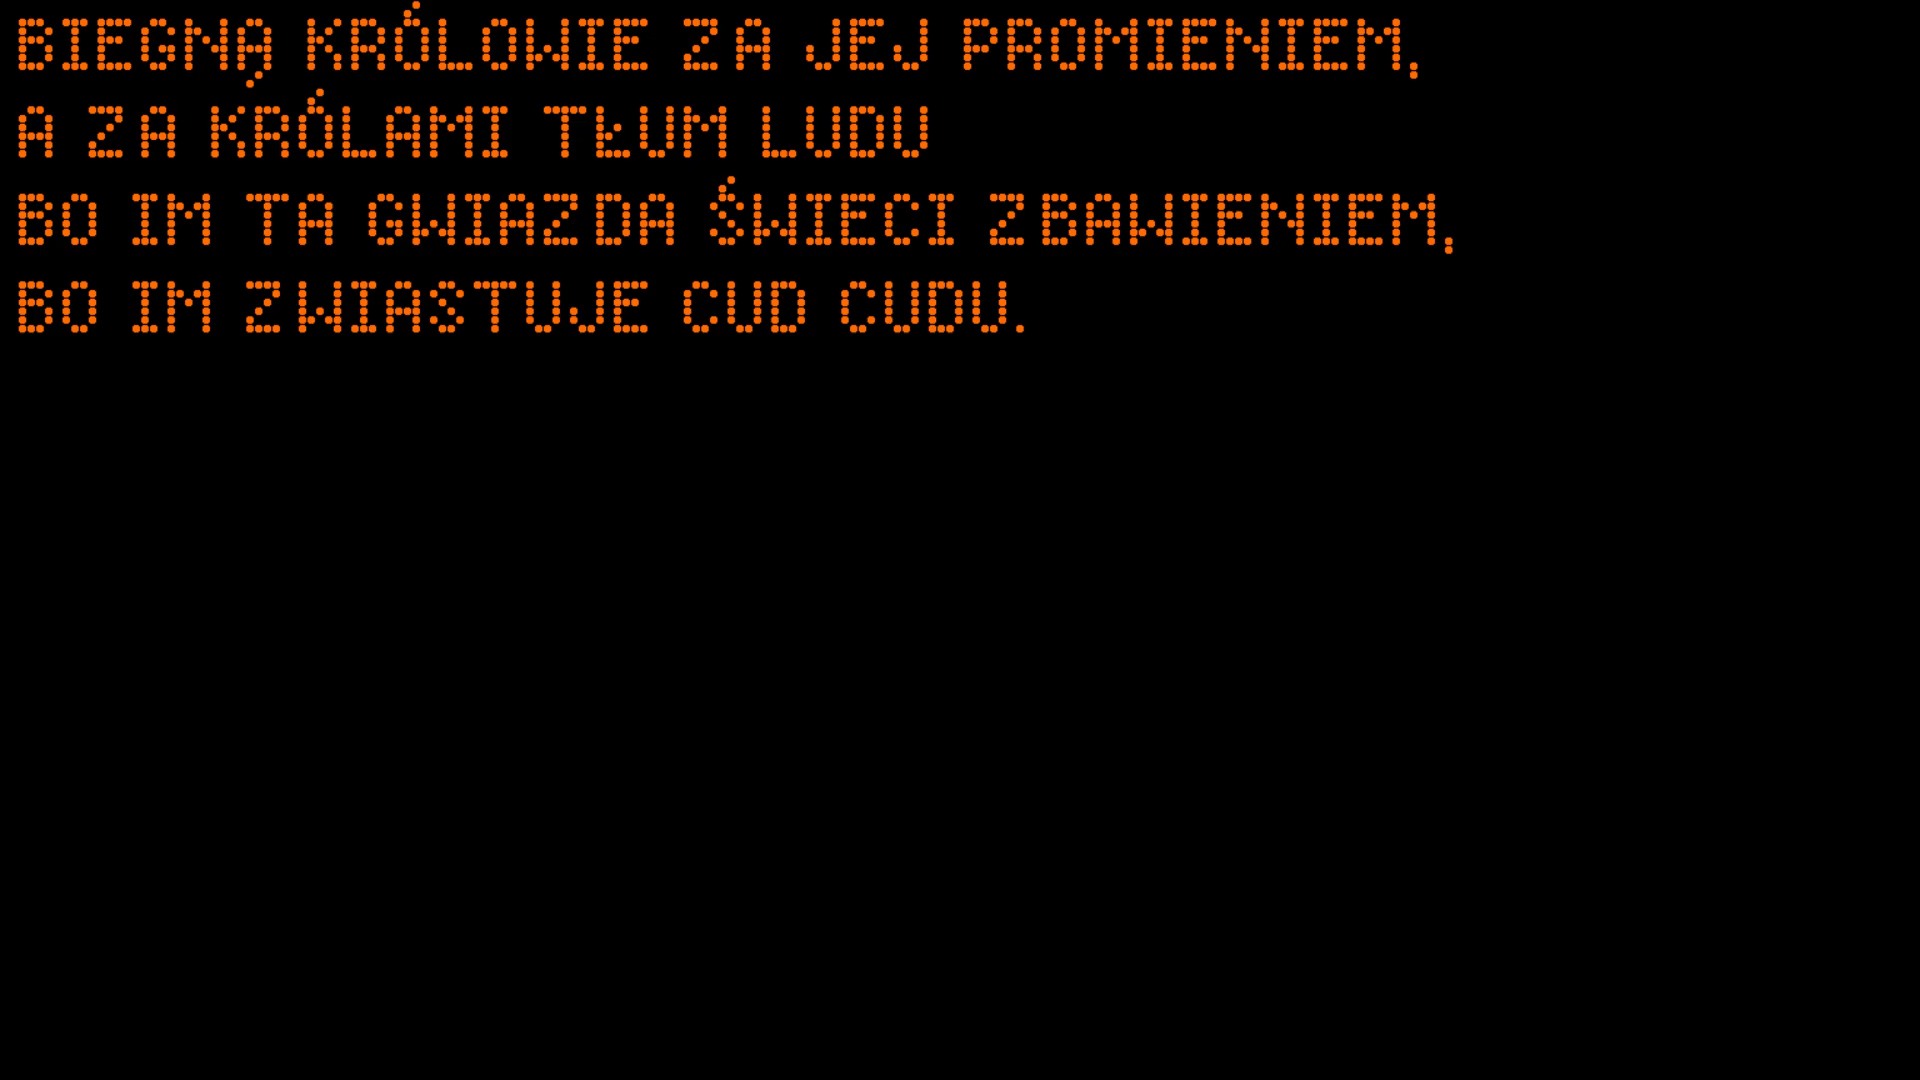 BIEGNĄ KRÓLOWIE ZA JEJ PROMIENIEM,
A ZA KRÓLAMI TŁUM LUDU
BO IM TA GWIAZDA ŚWIECI ZBAWIENIEM,
BO IM ZWIASTUJE CUD CUDU.